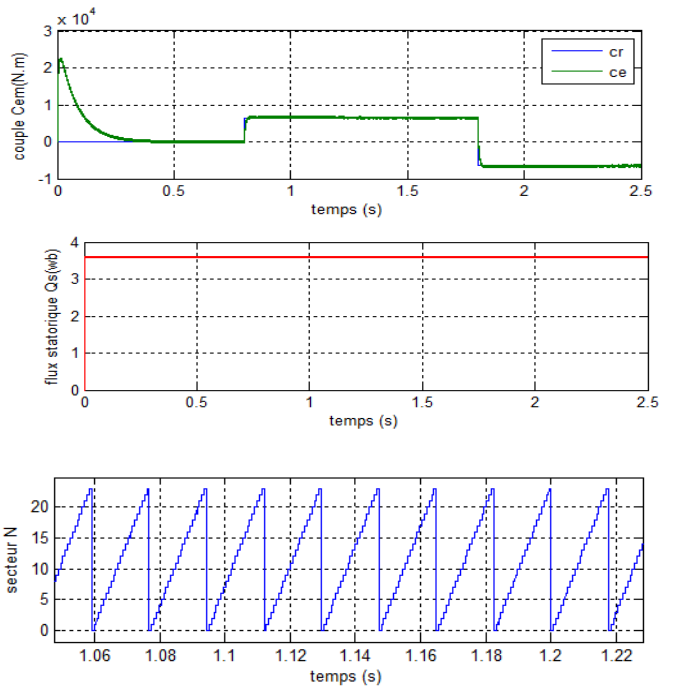 x 10⁴
couple Cem(N.m)
3
2
1
0
-1
cr
ce
0 0.5 1 1.5 2 2.5
temps (s)
flux statorique Qs(wb)
4
3
2
1
0
0 0.5 1 1.5 2 2.5
temps (s)
secteur N
20
15
10
5
0
1.06 1.08 1.1 1.12 1.14 1.16 1.18 1.2 1.22
temps (s)